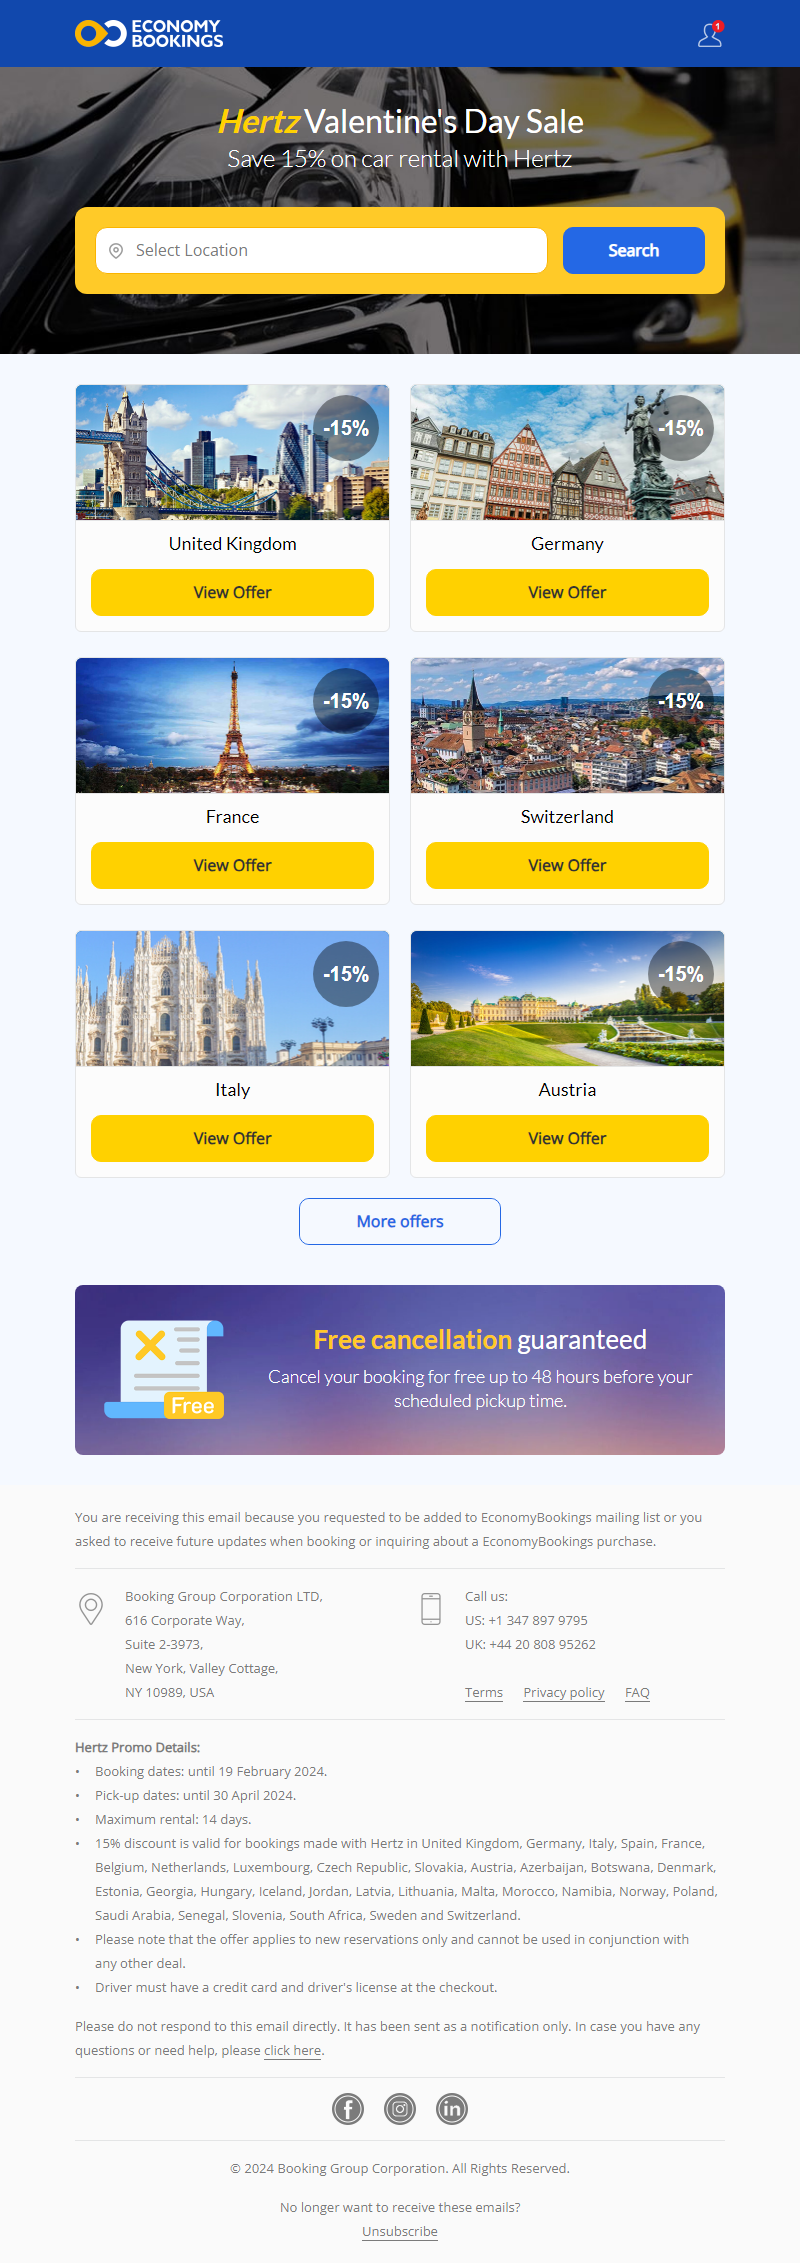 ECONOMY
BOOKINGS
1
Hertz Valentine's Day Sale
Save 15% on car rental with Hertz
Select Location
Search
-15%
-15%
United Kingdom
Germany
View Offer
View Offer
-15%
-15%
France
Switzerland
View Offer
View Offer
-15%
-15%
Italy
Austria
View Offer
View Offer
More offers
Free cancellation guaranteed
Cancel your booking for free up to 48 hours before your
scheduled pickup time.
Free
You are receiving this email because you requested to be added to EconomyBookings mailing list or you
asked to receive future updates when booking or inquiring about a EconomyBookings purchase.
Booking Group Corporation LTD,
616 Corporate Way,
Suite 2-3973,
New York, Valley Cottage,
NY 10989, USA
Call us:
US: +1 347 897 9795
UK: +44 20 808 95262
Terms Privacy policy FAQ
Hertz Promo Details:
• Booking dates: until 19 February 2024.
• Pick-up dates: until 30 April 2024.
• Maximum rental: 14 days.
• 15% discount is valid for bookings made with Hertz in United Kingdom, Germany, Italy, Spain, France,
Belgium, Netherlands, Luxembourg, Czech Republic, Slovakia, Austria, Azerbaijan, Botswana, Denmark,
Estonia, Georgia, Hungary, Iceland, Jordan, Latvia, Lithuania, Malta, Morocco, Namibia, Norway, Poland,
Saudi Arabia, Senegal, Slovenia, South Africa, Sweden and Switzerland.
• Please note that the offer applies to new reservations only and cannot be used in conjunction with
any other deal.
• Driver must have a credit card and driver's license at the checkout.
Please do not respond to this email directly. It has been sent as a notification only. In case you have any
questions or need help, please click here.
f in
© 2024 Booking Group Corporation. All Rights Reserved.
No longer want to receive these emails?
Unsubscribe